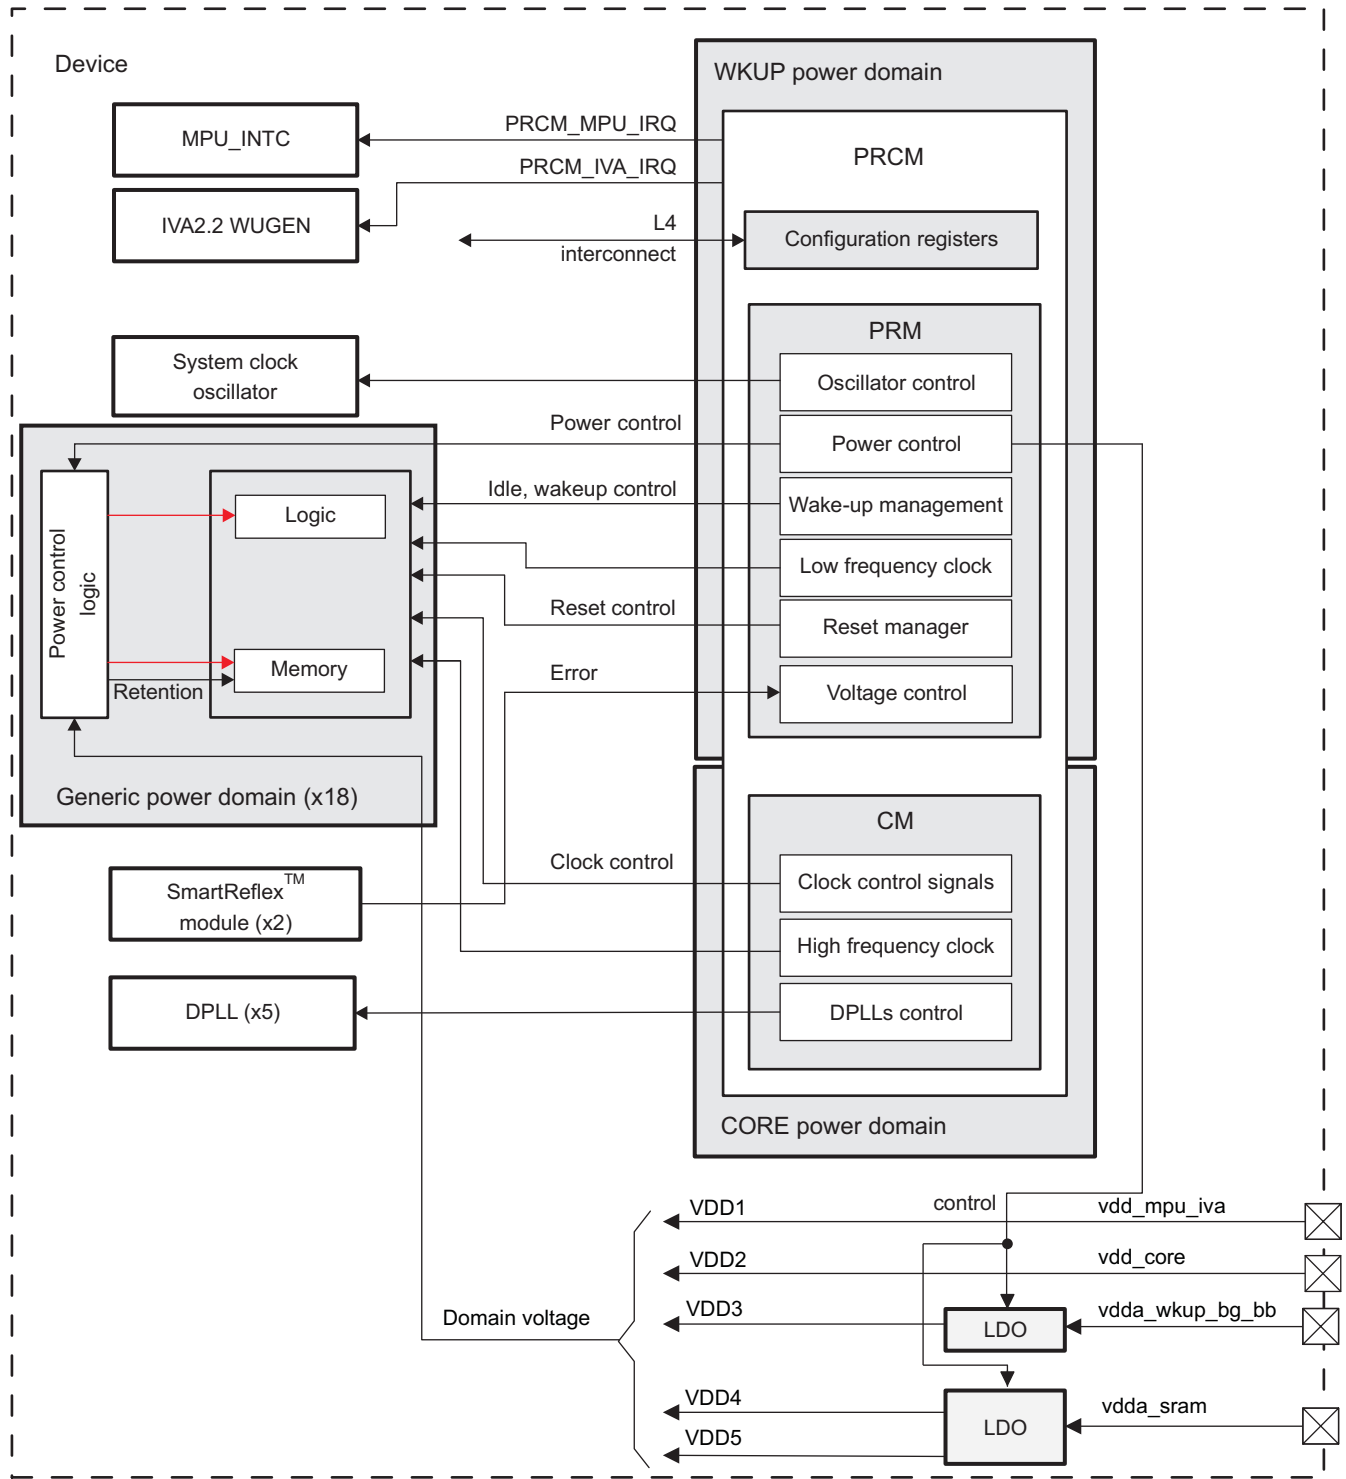 Device
WKUP power domain
MPU_INTC
PRCM_MPU_IRQ
PRCM
PRCM_IVA_IRQ
IVA2.2 WUGEN
L4
interconnect
Configuration registers
PRM
System clock
oscillator
Oscillator control
Power control
Power control
Idle, wakeup control
Wake-up management
Logic
Power control
logic
Low frequency clock
Reset control
Reset manager
Memory
Retention
Error
Voltage control
Generic power domain (x18)
CM
Clock control
Clock control signals
SmartReflex™
module (x2)
High frequency clock
DPLL (x5)
DPLLs control
CORE power domain
VDD1
control
vdd_mpu_iva
VDD2
vdd_core
VDD3
vdda_wkup_bg_bb
Domain voltage
LDO
VDD4
vdda_sram
LDO
VDD5